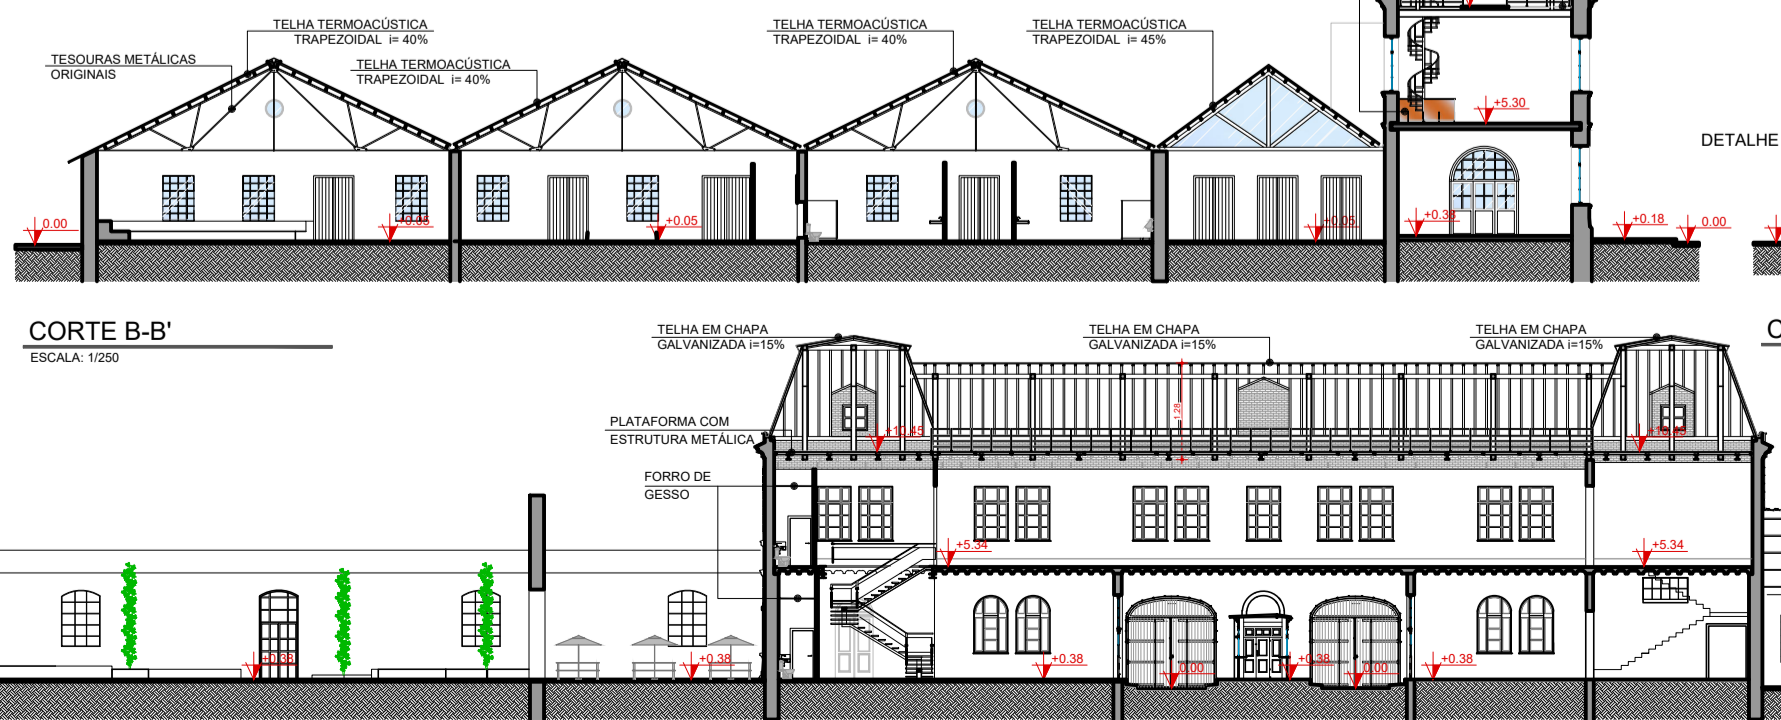 TELHA TERMOACÚSTICA
TRAPEZOIDAL i= 40%
TELHA TERMOACÚSTICA
TRAPEZOIDAL i= 40%
TELHA TERMOACÚSTICA
TRAPEZOIDAL i= 45%
TESOURAS METÁLICAS
ORIGINAIS
TELHA TERMOACÚSTICA
TRAPEZOIDAL i= 40%
+5.30
DETALHE
0.00
+0.05
+0.05
+0.05
+0.38
+0.18
0.00
CORTE B-B'
ESCALA: 1/250
TELHA EM CHAPA
GALVANIZADA i=15%
TELHA EM CHAPA
GALVANIZADA i=15%
TELHA EM CHAPA
GALVANIZADA i=15%
1.28
PLATAFORMA COM
ESTRUTURA METÁLICA
+10.45
+10.45
FORRO DE
GESSO
+5.34
+5.34
+0.38
+0.38
+0.38
0.00
+0.38
0.00
+0.38